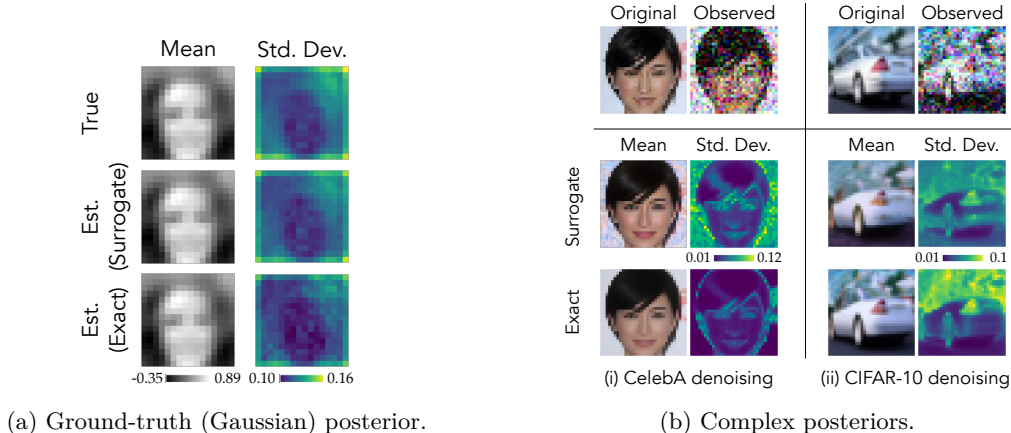 Mean Std. Dev.
True
Est.
(Surrogate)
Est.
(Exact)
-0.35 0.89 0.10 0.16
(a) Ground-truth (Gaussian) posterior.
Original Observed Original Observed
Mean Std. Dev. Mean Std. Dev.
Surrogate
0.01 0.12 0.01 0.1
Exact
(i) CelebA denoising (ii) CIFAR-10 denoising
(b) Complex posteriors.